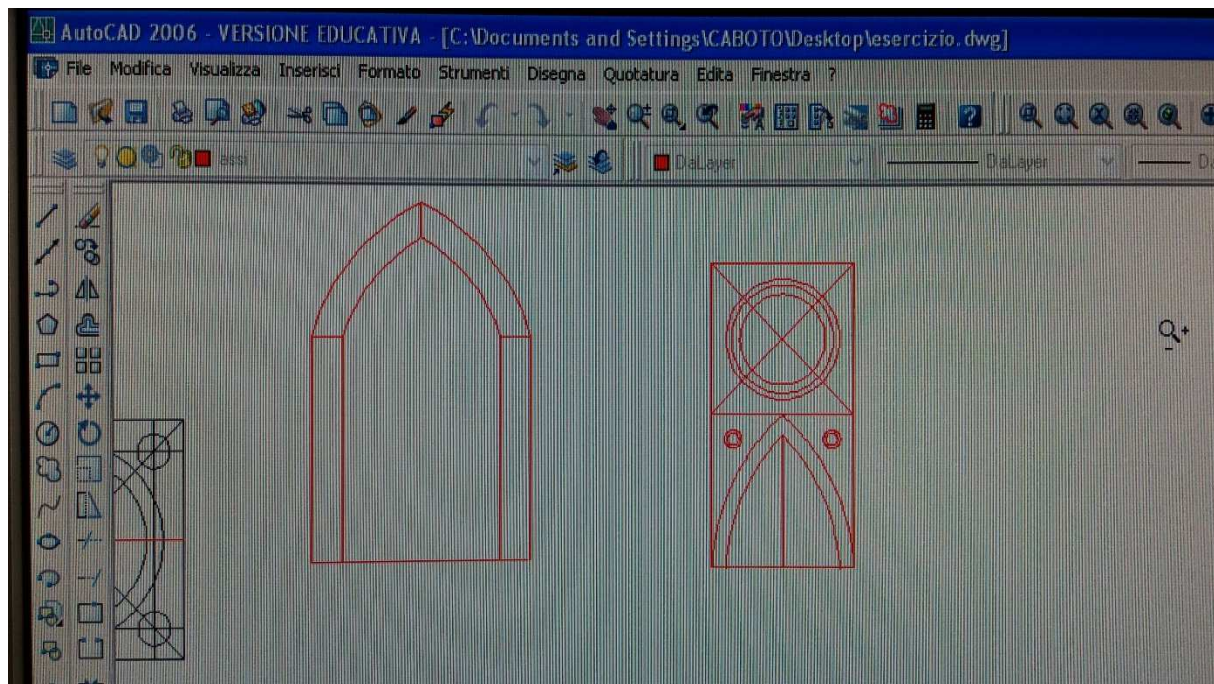 AutoCAD 2006 - VERSIONE EDUCATIVA - [C:\Documents and Settings\CABOTO\Desktop\esercizio.dwg]
File Modifica Visualizza Inserisci Formato Strumenti Disegna Quotatura Edita Finestra ?
assi DaLayer DaLayer